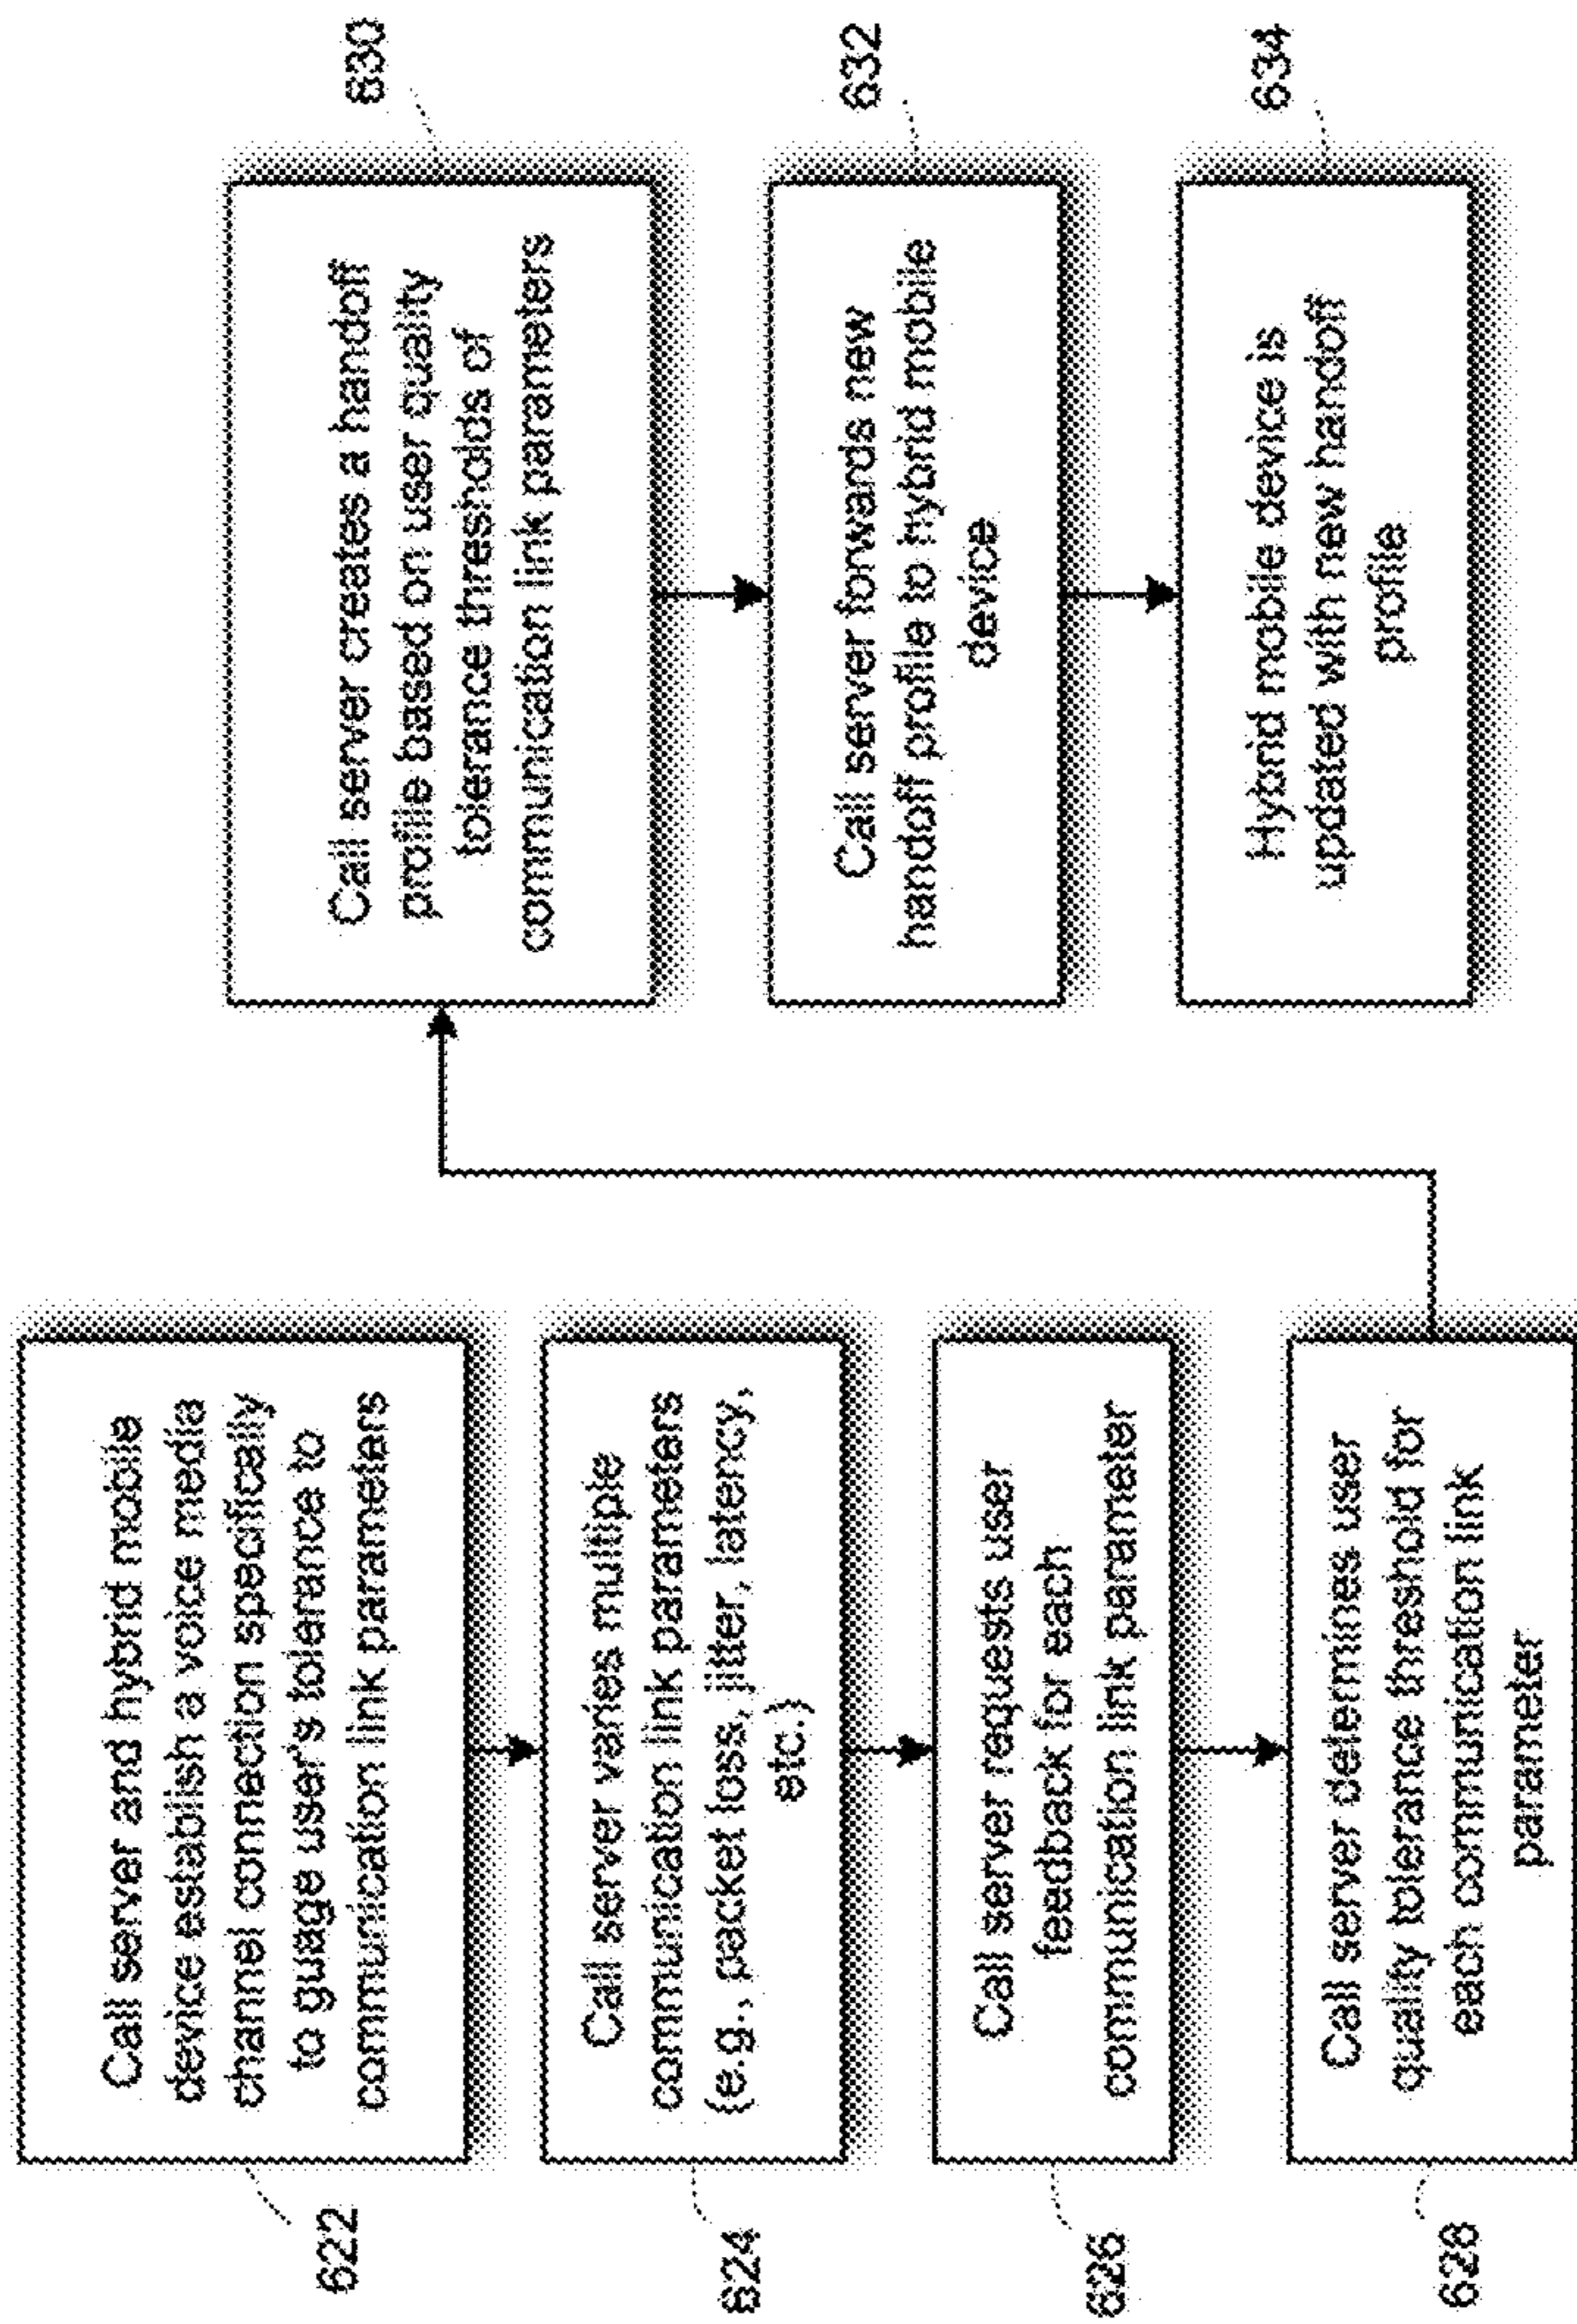 622
Call server and hybrid mobile
device establish a voice media
channel connection specifically
to guage user's tolerance to
communication link parameters
624
Call server varies multiple
communication link parameters
(e.g., packet loss, jitter, latency,
etc.)
626
Call server requests user
feedback for each
communication link parameter
628
Call server determines user
quality tolerance threshold for
each communication link
parameter
630
Call server creates a handoff
profile based on user quality
tolerance thresholds of
communication link parameters
632
Call server forwards new
handoff profile to hybrid mobile
device
634
Hybrid mobile device is
updated with new handoff
profile